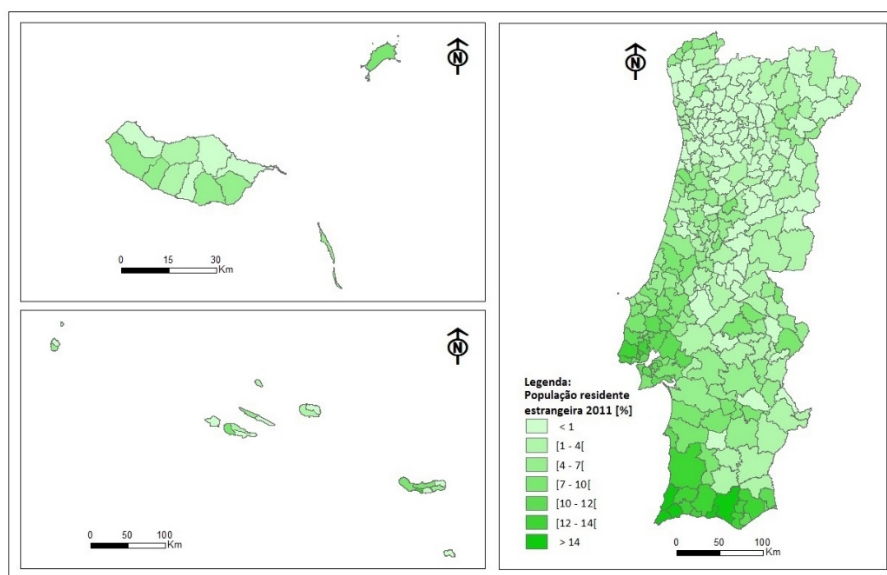 N
0 15 30
Km
N
0 50 100
Km
N
Legenda:
População residente
estrangeira 2011 [%]
< 1
[1 - 4[
[4 - 7[
[7 - 10[
[10 - 12[
[12 - 14[
> 14
0 50 100
Km